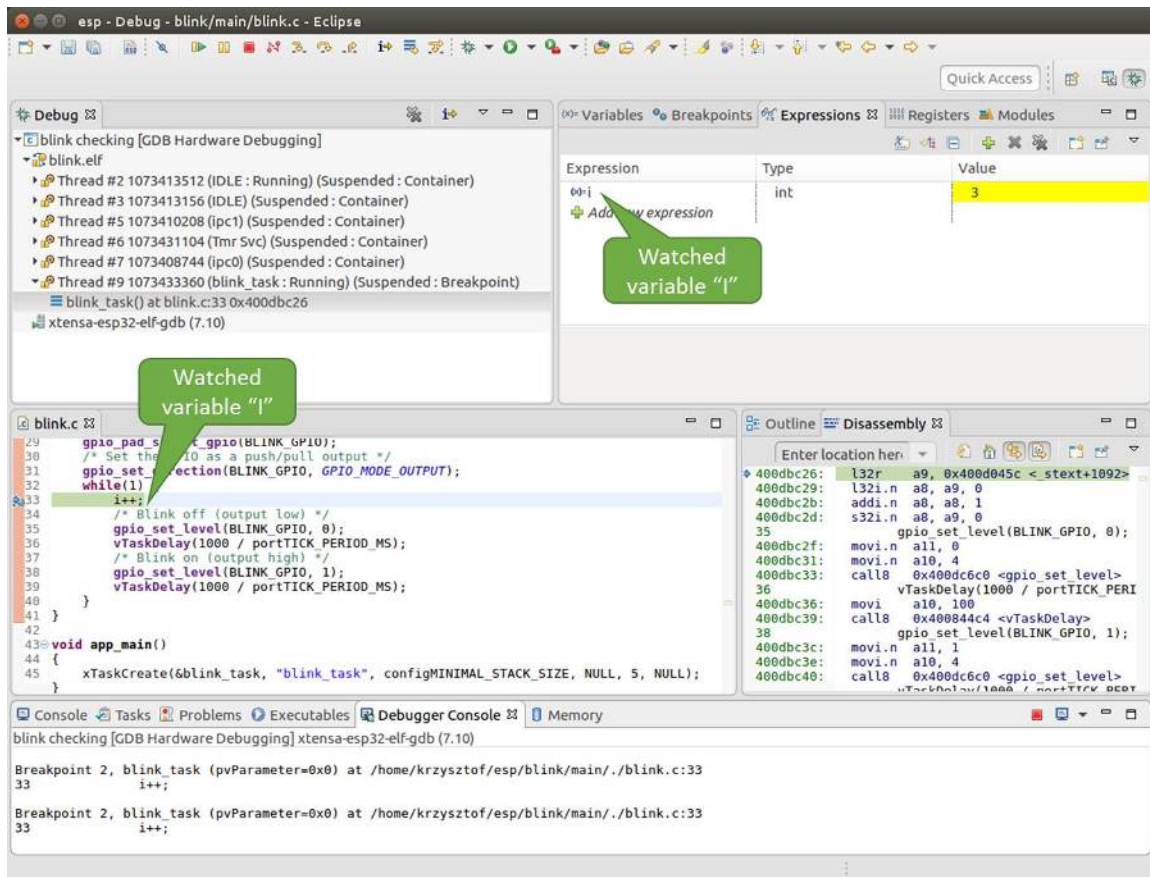 esp - Debug - blink/main/blink.c - Eclipse
Quick Access
Debug
blink checking [GDB Hardware Debugging]
blink.elf
Thread #2 1073413512 (IDLE : Running) (Suspended : Container)
Thread #3 1073413156 (IDLE) (Suspended : Container)
Thread #5 1073410208 (ipc1) (Suspended : Container)
Thread #6 1073431104 (Tmr Svc) (Suspended : Container)
Thread #7 1073408744 (ipc0) (Suspended : Container)
Thread #9 1073433360 (blink_task : Running) (Suspended : Breakpoint)
blink_task() at blink.c:33 0x400dbc26
xtensa-esp32-elf-gdb (7.10)
Variables Breakpoints Expressions Registers Modules
Expression Type Value
(x)= i int 3
Add new expression
Watched
variable "I"
Watched
variable "I"
blink.c
29 gpio_pad_s t_gpio(BLINK_GPIO);
30 /* Set the IO as a push/pull output */
31 gpio_set_ rection(BLINK_GPIO, GPIO_MODE_OUTPUT);
32 while(1)
33 i++;
34 /* Blink off (output low) */
35 gpio_set_level(BLINK_GPIO, 0);
36 vTaskDelay(1000 / portTICK_PERIOD_MS);
37 /* Blink on (output high) */
38 gpio_set_level(BLINK_GPIO, 1);
39 vTaskDelay(1000 / portTICK_PERIOD_MS);
40 }
41 }
42
43 void app_main()
44 {
45 xTaskCreate(&blink_task, "blink_task", configMINIMAL_STACK_SIZE, NULL, 5, NULL);
}
Outline Disassembly
Enter location her
400dbc26: l32r a9, 0x400d045c <_stext+1092>
400dbc29: l32i.n a8, a9, 0
400dbc2b: addi.n a8, a8, 1
400dbc2d: s32i.n a8, a9, 0
35 gpio_set_level(BLINK_GPIO, 0);
400dbc2f: movi.n a11, 0
400dbc31: movi.n a10, 4
400dbc33: call8 0x400dc6c0 <gpio_set_level>
36 vTaskDelay(1000 / portTICK_PERI
400dbc36: movi a10, 100
400dbc39: call8 0x400844c4 <vTaskDelay>
38 gpio_set_level(BLINK_GPIO, 1);
400dbc3c: movi.n a11, 1
400dbc3e: movi.n a10, 4
400dbc40: call8 0x400dc6c0 <gpio_set_level>
vTaskDelay(1000 / portTICK_PERI
Console Tasks Problems Executables Debugger Console Memory
blink checking [GDB Hardware Debugging] xtensa-esp32-elf-gdb (7.10)
Breakpoint 2, blink_task (pvParameter=0x0) at /home/krzysztof/esp/blink/main/./blink.c:33
33 i++;
Breakpoint 2, blink_task (pvParameter=0x0) at /home/krzysztof/esp/blink/main/./blink.c:33
33 i++;